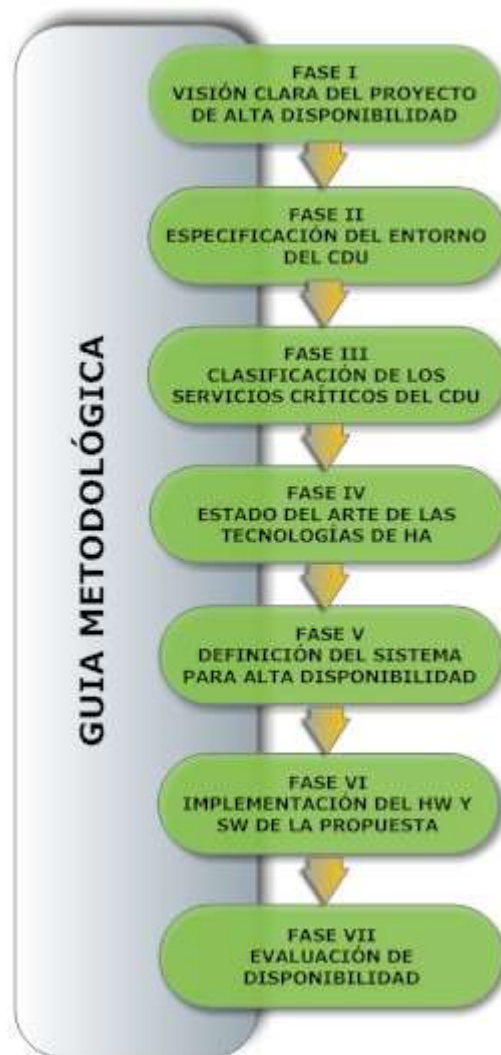 GUIA METODOLÓGICA
FASE I
VISIÓN CLARA DEL PROYECTO
DE ALTA DISPONIBILIDAD
FASE II
ESPECIFICACIÓN DEL ENTORNO
DEL CDU
FASE III
CLASIFICACIÓN DE LOS
SERVICIOS CRÍTICOS DEL CDU
FASE IV
ESTADO DEL ARTE DE LAS
TECNOLOGÍAS DE HA
FASE V
DEFINICIÓN DEL SISTEMA
PARA ALTA DISPONIBILIDAD
FASE VI
IMPLEMENTACIÓN DEL HW Y
SW DE LA PROPUESTA
FASE VII
EVALUACIÓN DE
DISPONIBILIDAD